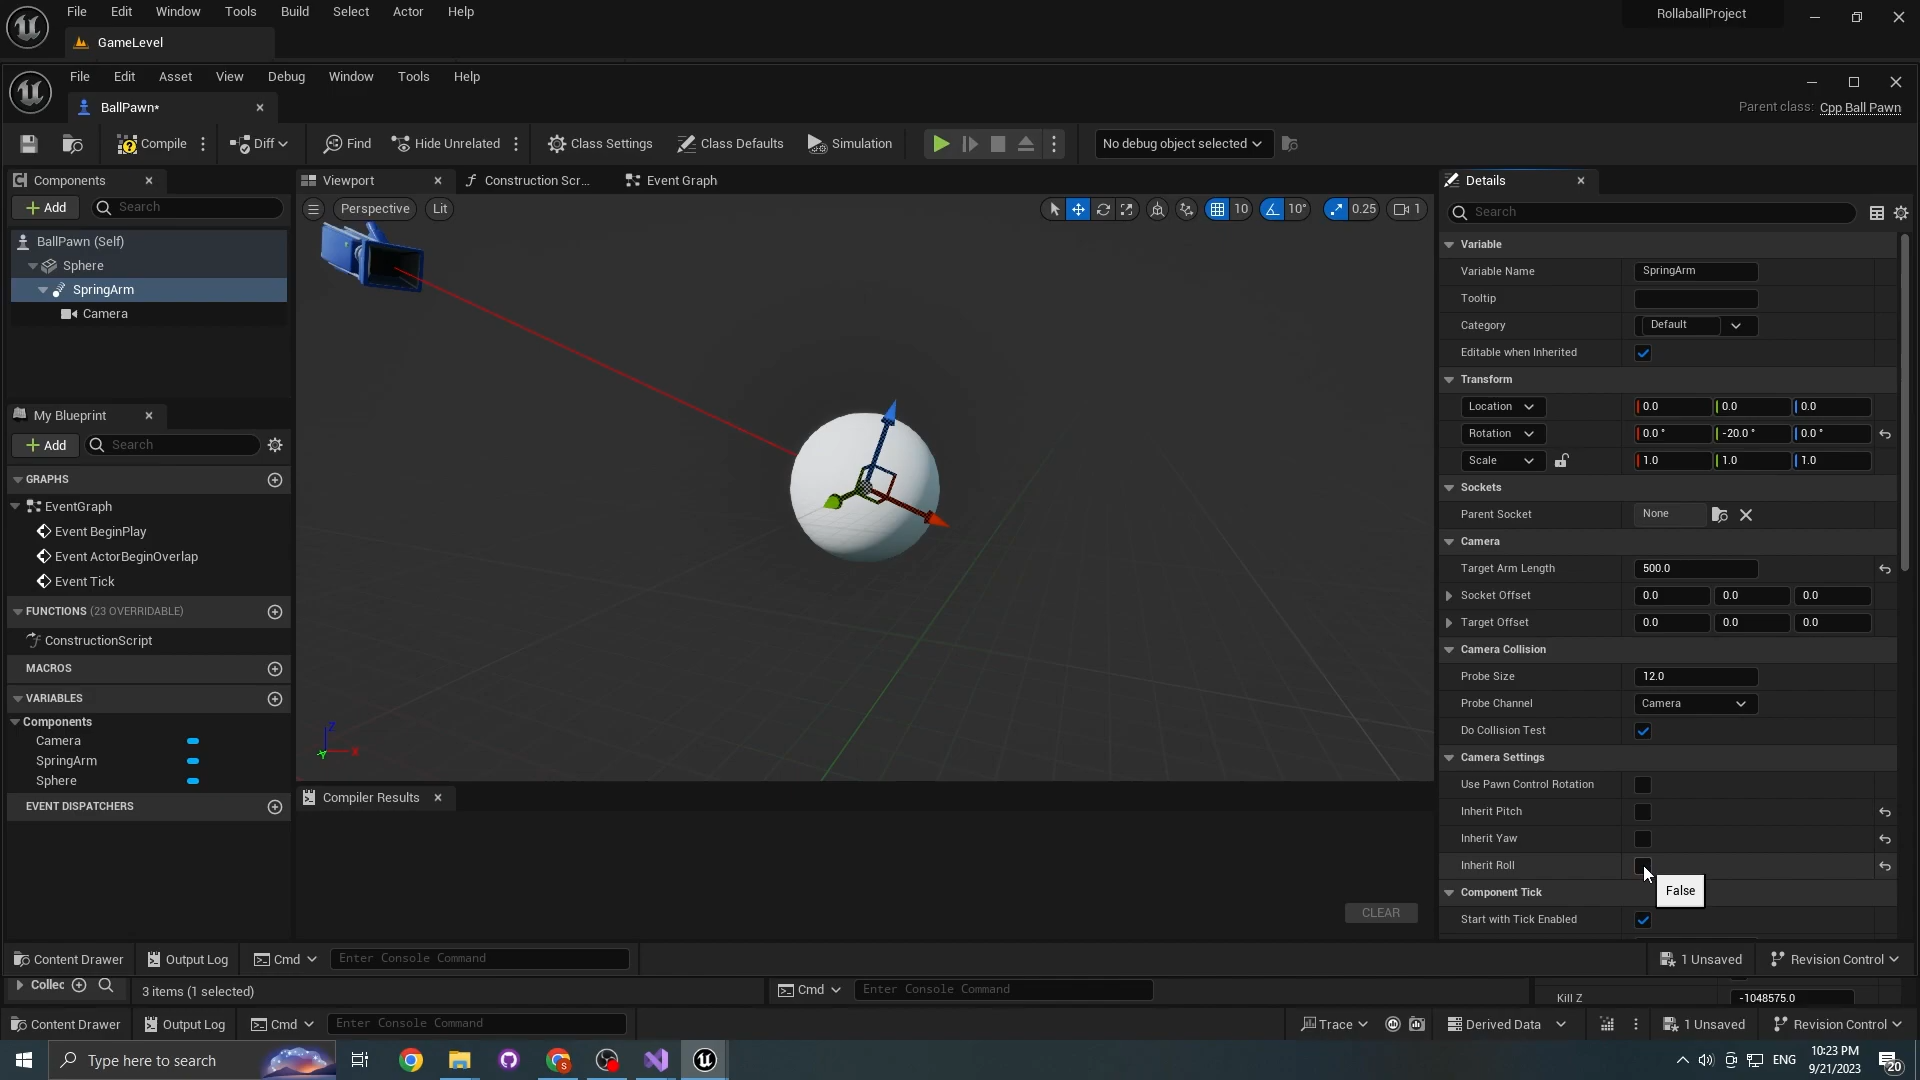 File Edit Window Tools Build Select Actor Help RollaballProject
GameLevel
File Edit Asset View Debug Window Tools Help
BallPawn* Parent class: Cpp Ball Pawn
Compile Diff Find Hide Unrelated Class Settings Class Defaults Simulation No debug object selected
Components
Add Search
BallPawn (Self)
Sphere
SpringArm
Camera
My Blueprint
Add Search
GRAPHS
EventGraph
Event BeginPlay
Event ActorBeginOverlap
Event Tick
FUNCTIONS (23 OVERRIDABLE)
ConstructionScript
MACROS
VARIABLES
Components
Camera
SpringArm
Sphere
EVENT DISPATCHERS
Viewport Construction Scr... Event Graph
Perspective Lit 10 10° 0.25 1
Z
X
Y
Compiler Results
CLEAR
Details
Search
Variable
Variable Name SpringArm
Tooltip
Category Default
Editable when Inherited
Transform
Location 0.0 0.0 0.0
Rotation 0.0 ° -20.0 ° 0.0 °
Scale 1.0 1.0 1.0
Sockets
Parent Socket None
Camera
Target Arm Length 500.0
Socket Offset 0.0 0.0 0.0
Target Offset 0.0 0.0 0.0
Camera Collision
Probe Size 12.0
Probe Channel Camera
Do Collision Test
Camera Settings
Use Pawn Control Rotation
Inherit Pitch
Inherit Yaw
Inherit Roll
False
Component Tick
Start with Tick Enabled
Content Drawer Output Log Cmd Enter Console Command 1 Unsaved Revision Control
Collec 3 items (1 selected) Cmd Enter Console Command Kill Z -1048575.0
Content Drawer Output Log Cmd Enter Console Command Trace Derived Data 1 Unsaved Revision Control
Type here to search ENG 10:23 PM
9/21/2023 20